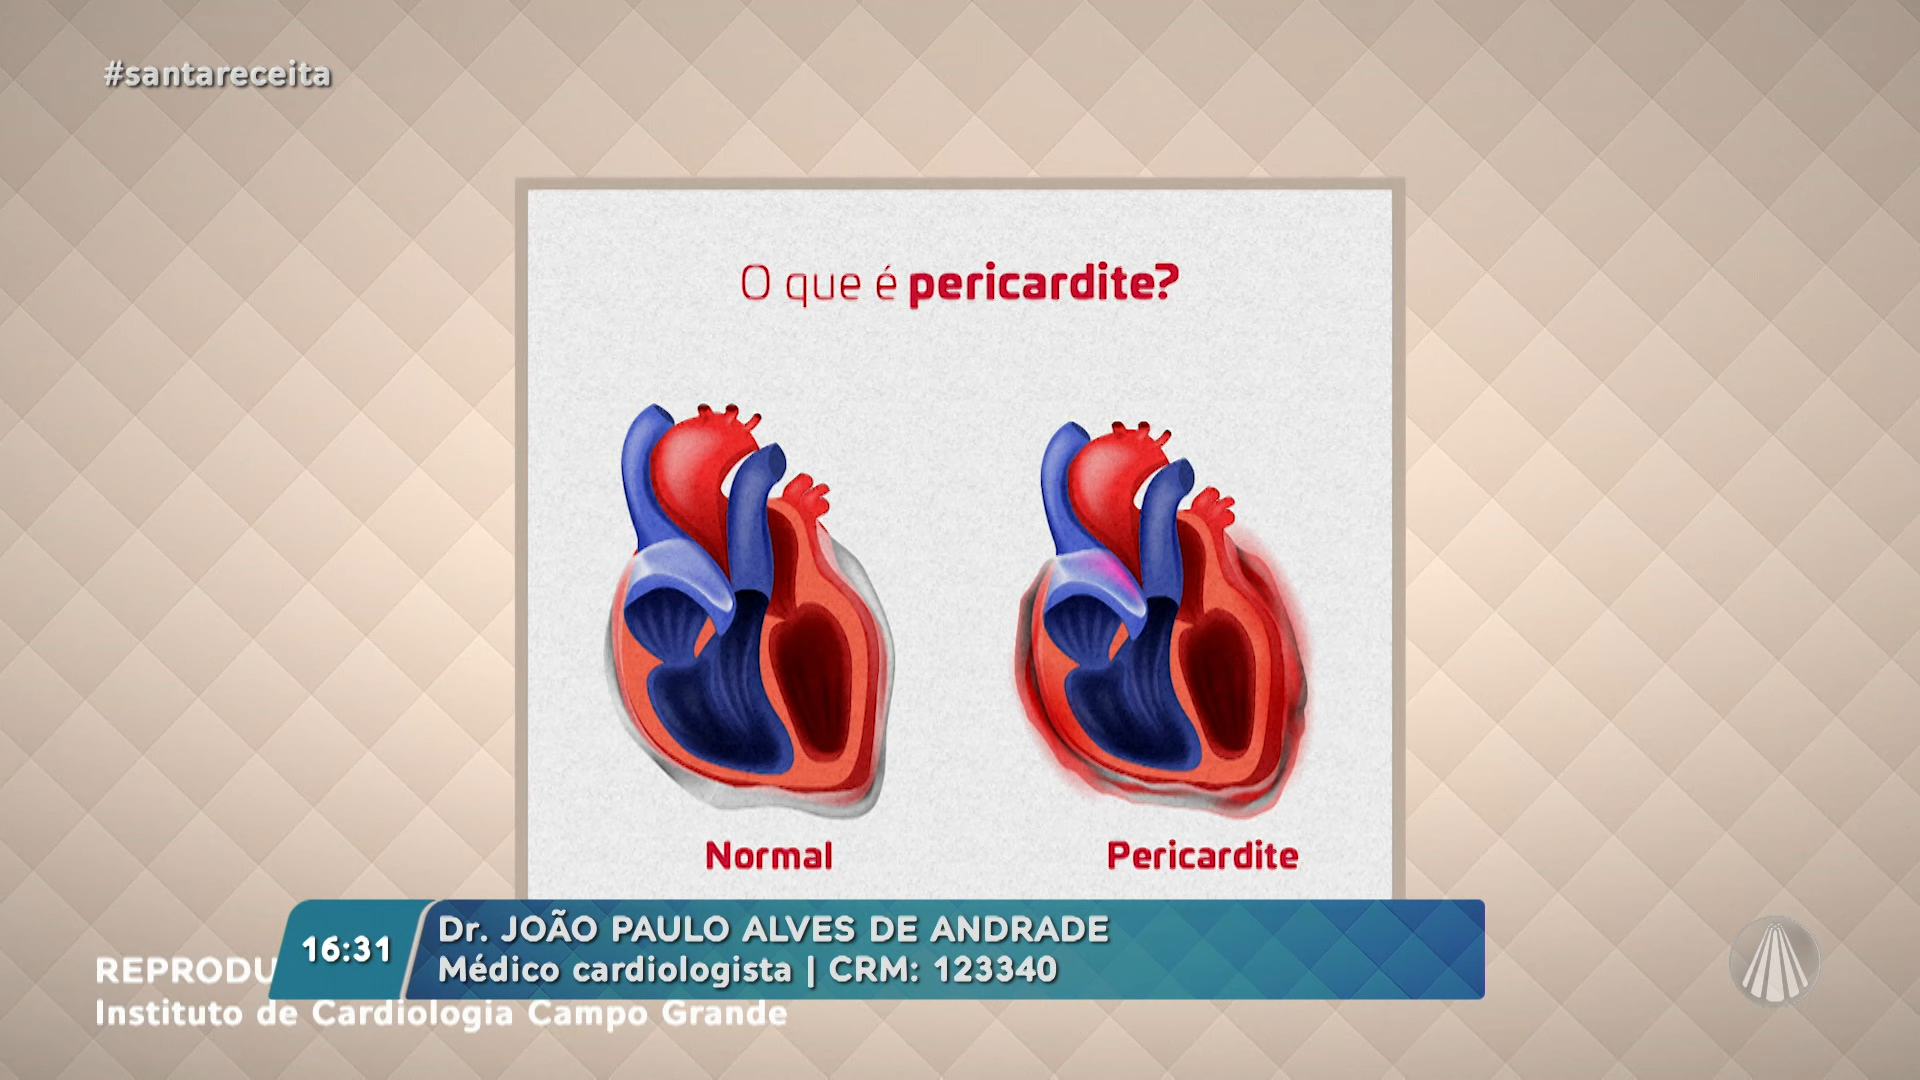 #santareceita
O que é pericardite?
Normal
Pericardite
16:31
Dr. JOÃO PAULO ALVES DE ANDRADE
Médico cardiologista | CRM: 123340
Instituto de Cardiologia Campo Grande